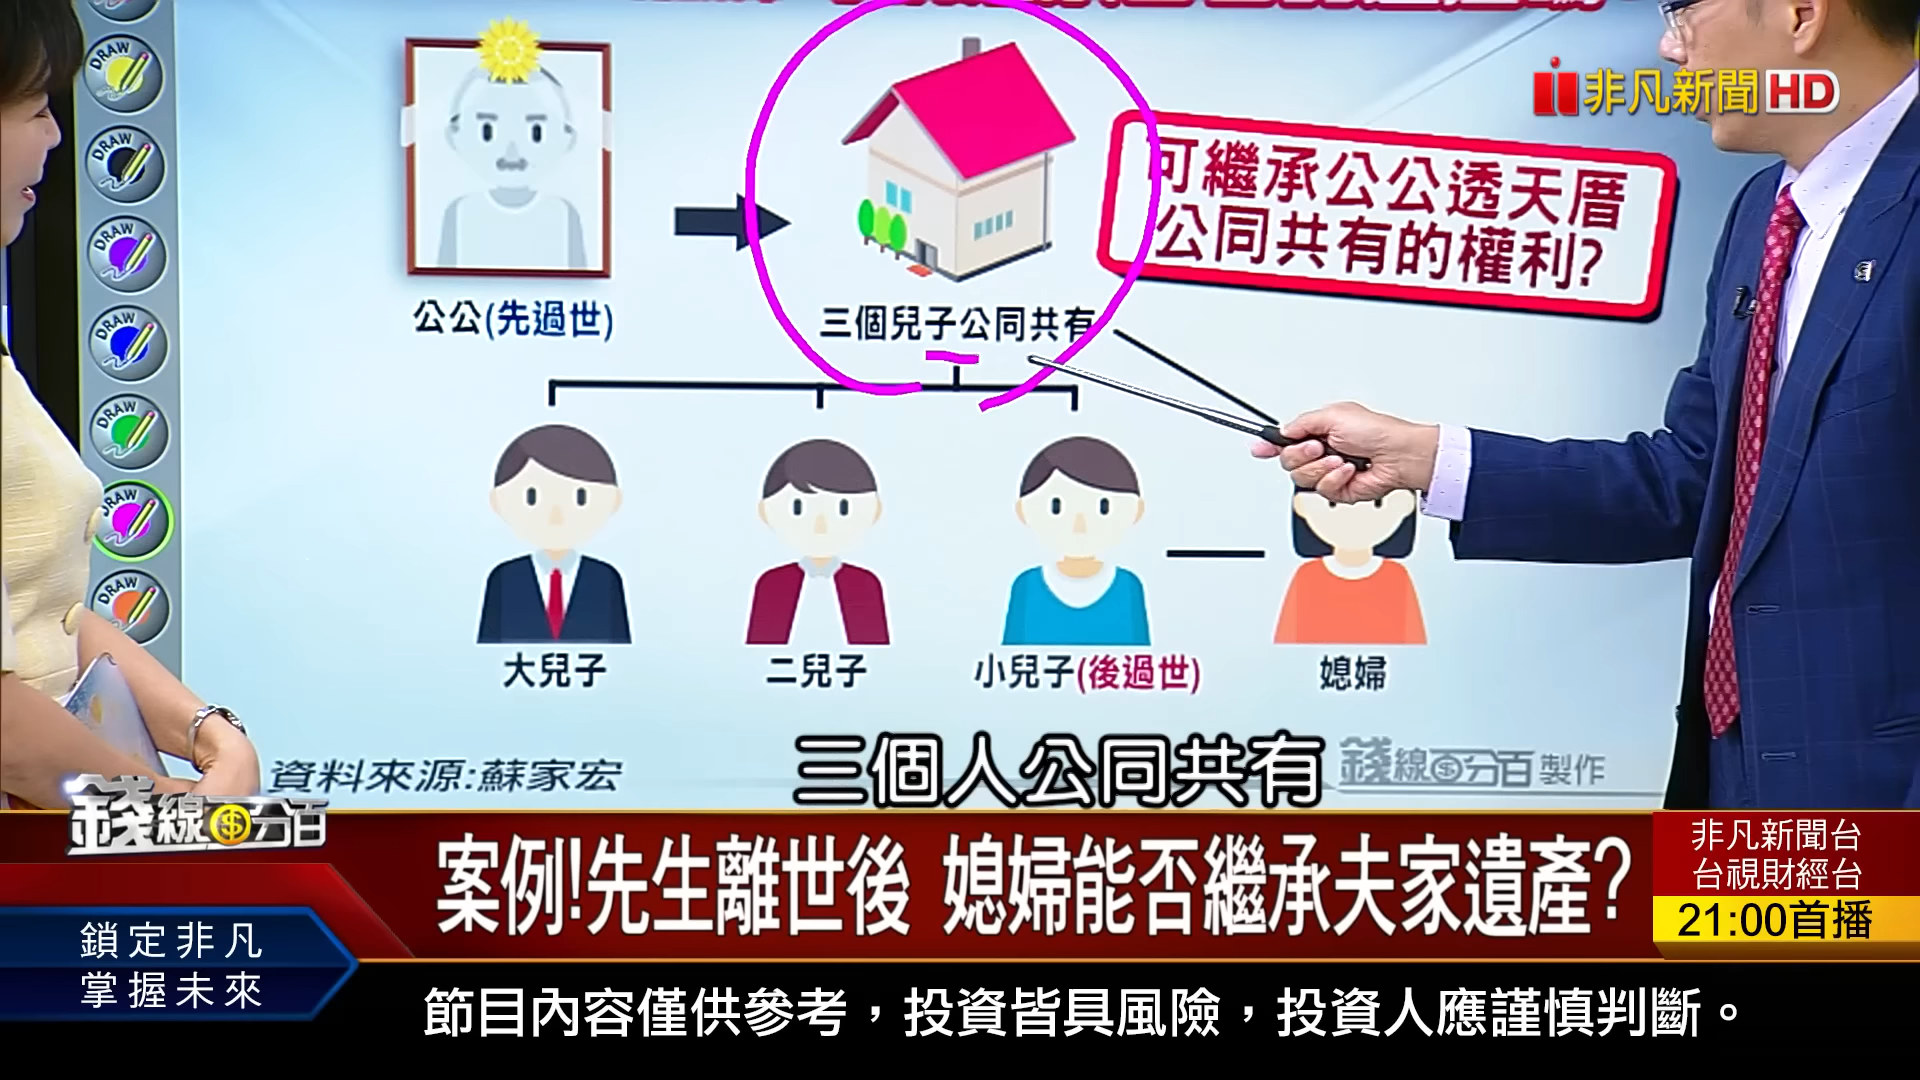 DRAW
DRAW
DRAW
DRAW
DRAW
DRAW
DRAW
非凡新聞HD
可繼承公公透天厝
公同共有的權利?
公公(先過世)
三個兒子公同共有
大兒子
二兒子
小兒子(後過世)
媳婦
資料來源:蘇家宏
三個人公同共有
錢線百分百製作
錢線百分百
案例!先生離世後 媳婦能否繼承夫家遺產?
非凡新聞台
台視財經台
21:00首播
鎖定非凡
掌握未來
節目內容僅供參考，投資皆具風險，投資人應謹慎判斷。